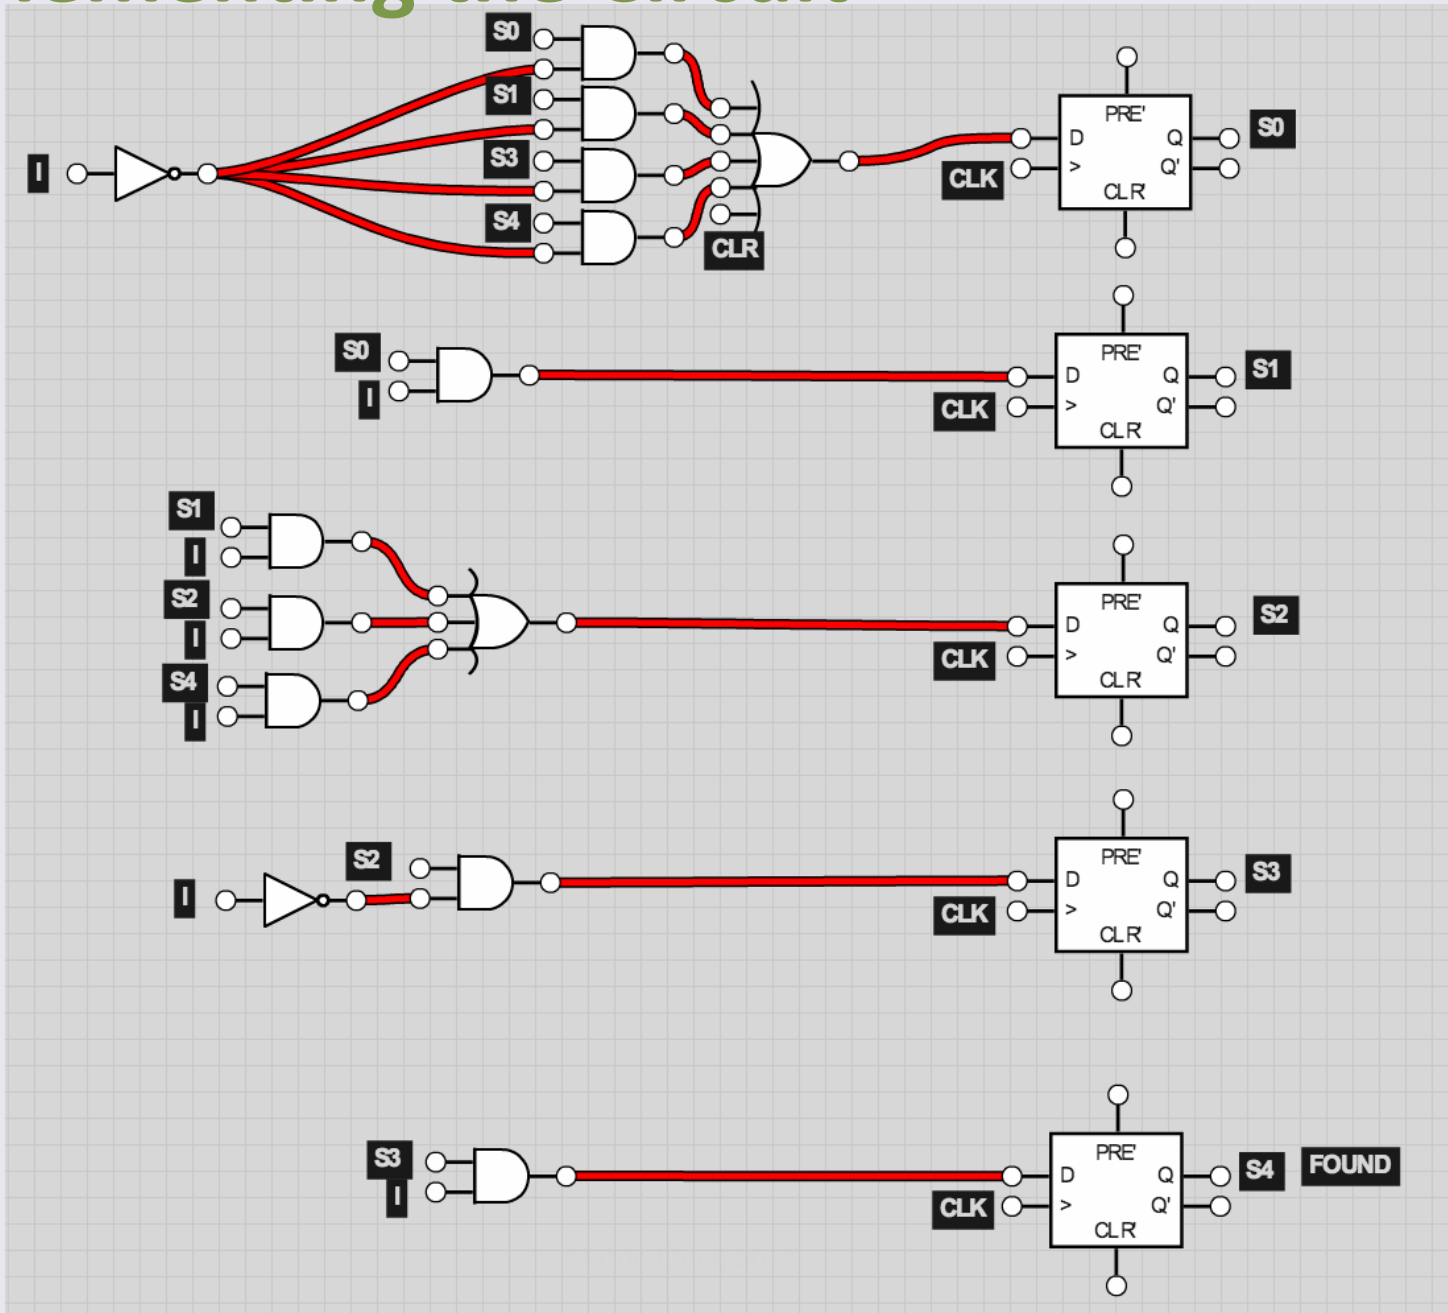 S0
S1
S3
I
S4
CLR
PRE'
D Q
> Q'
CLR'
CLK
S0
S0
I
PRE'
D Q
> Q'
CLR'
CLK
S1
S1
I
S2
I
S4
I
PRE'
D Q
> Q'
CLR'
CLK
S2
I
S2
PRE'
D Q
> Q'
CLR'
CLK
S3
S3
I
PRE'
D Q
> Q'
CLR'
CLK
S4 FOUND